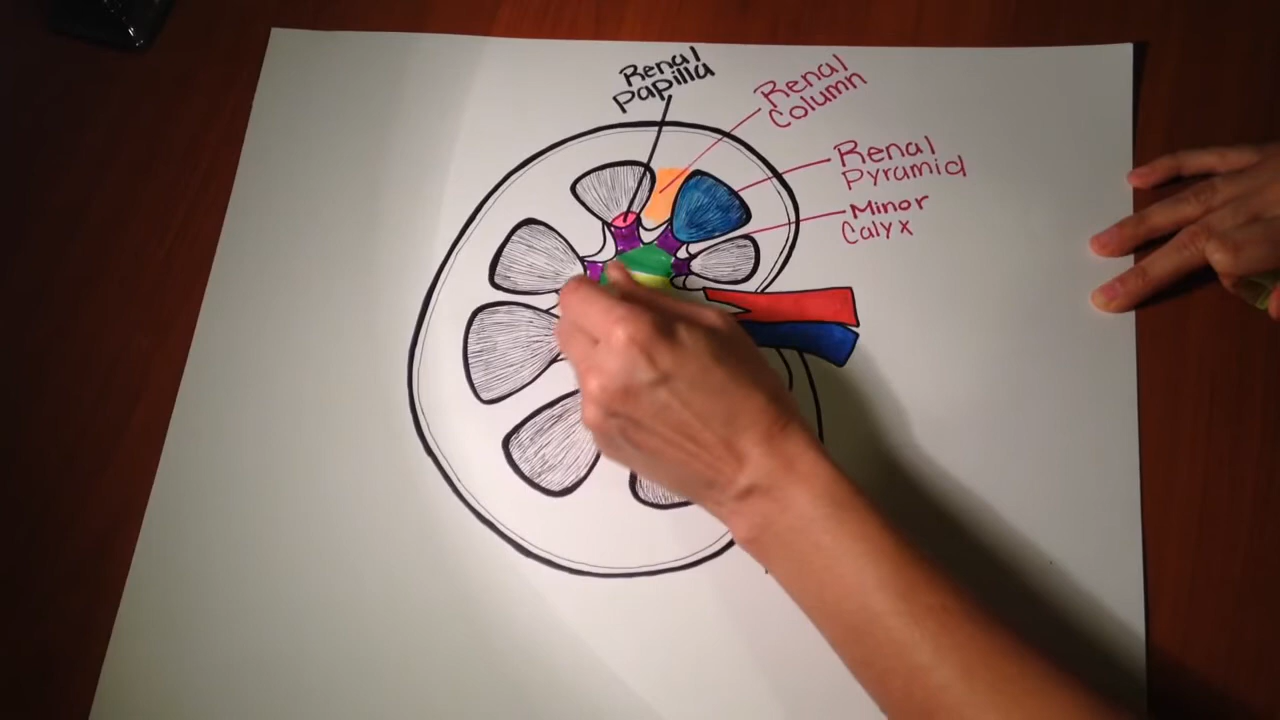 Renal
Papilla
Renal
Column
Renal
Pyramid
Minor
Calyx